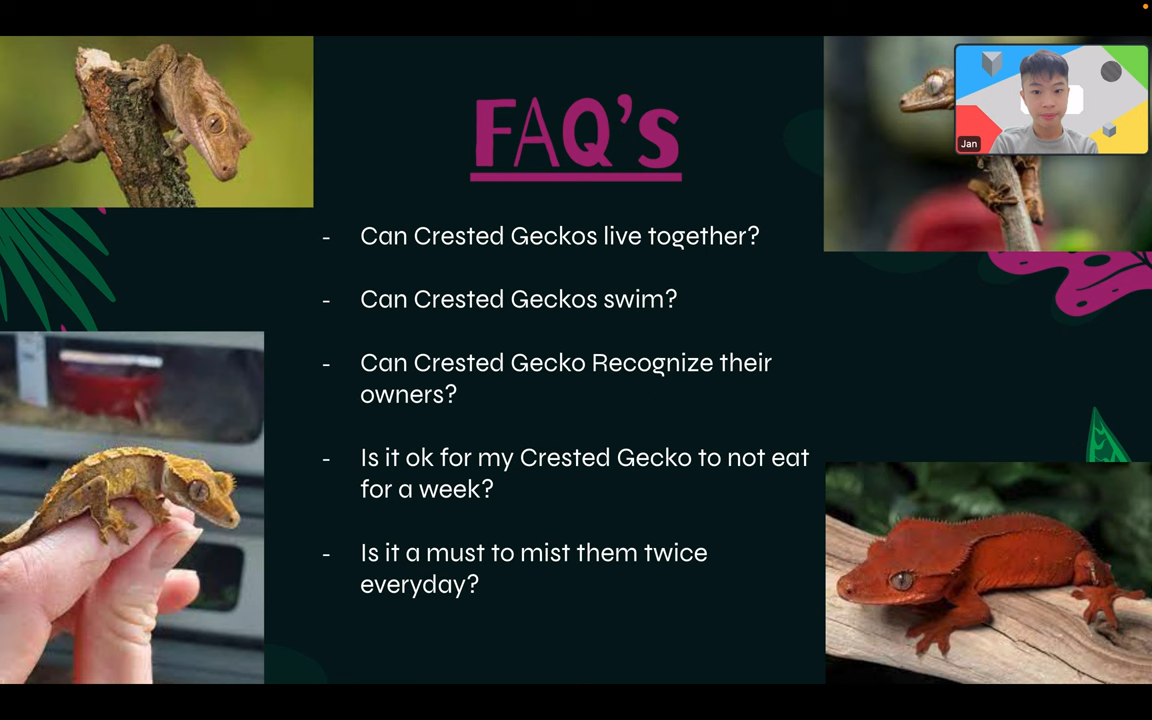 FAQ's
- Can Crested Geckos live together?
- Can Crested Geckos swim?
- Can Crested Gecko Recognize their
owners?
- Is it ok for my Crested Gecko to not eat
for a week?
- Is it a must to mist them twice
everyday?
Jan